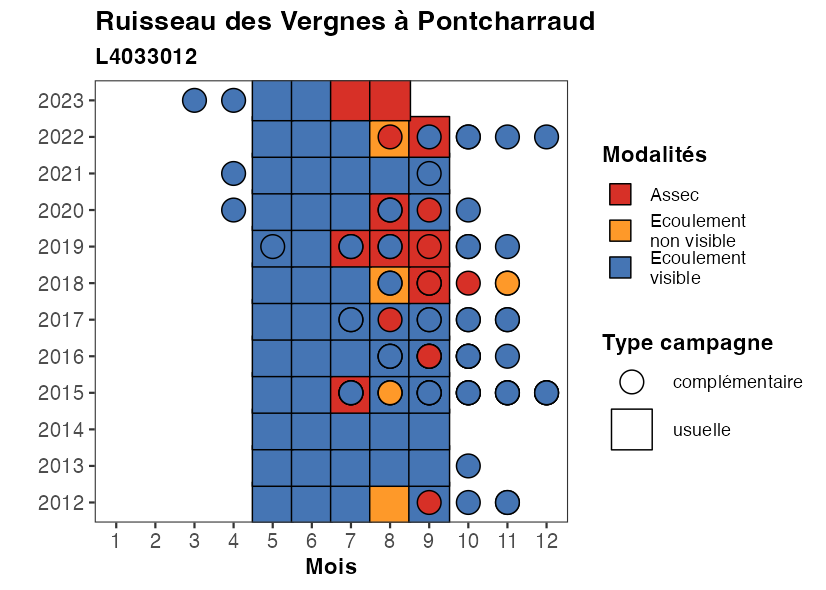 Ruisseau des Vergnes à Pontcharraud
L4033012
2023
2022
2021
2020
2019
2018
2017
2016
2015
2014
2013
2012
1 2 3 4 5 6 7 8 9 10 11 12
Mois
Modalités
Assec
Ecoulement
non visible
Ecoulement
visible
Type campagne
complémentaire
usuelle